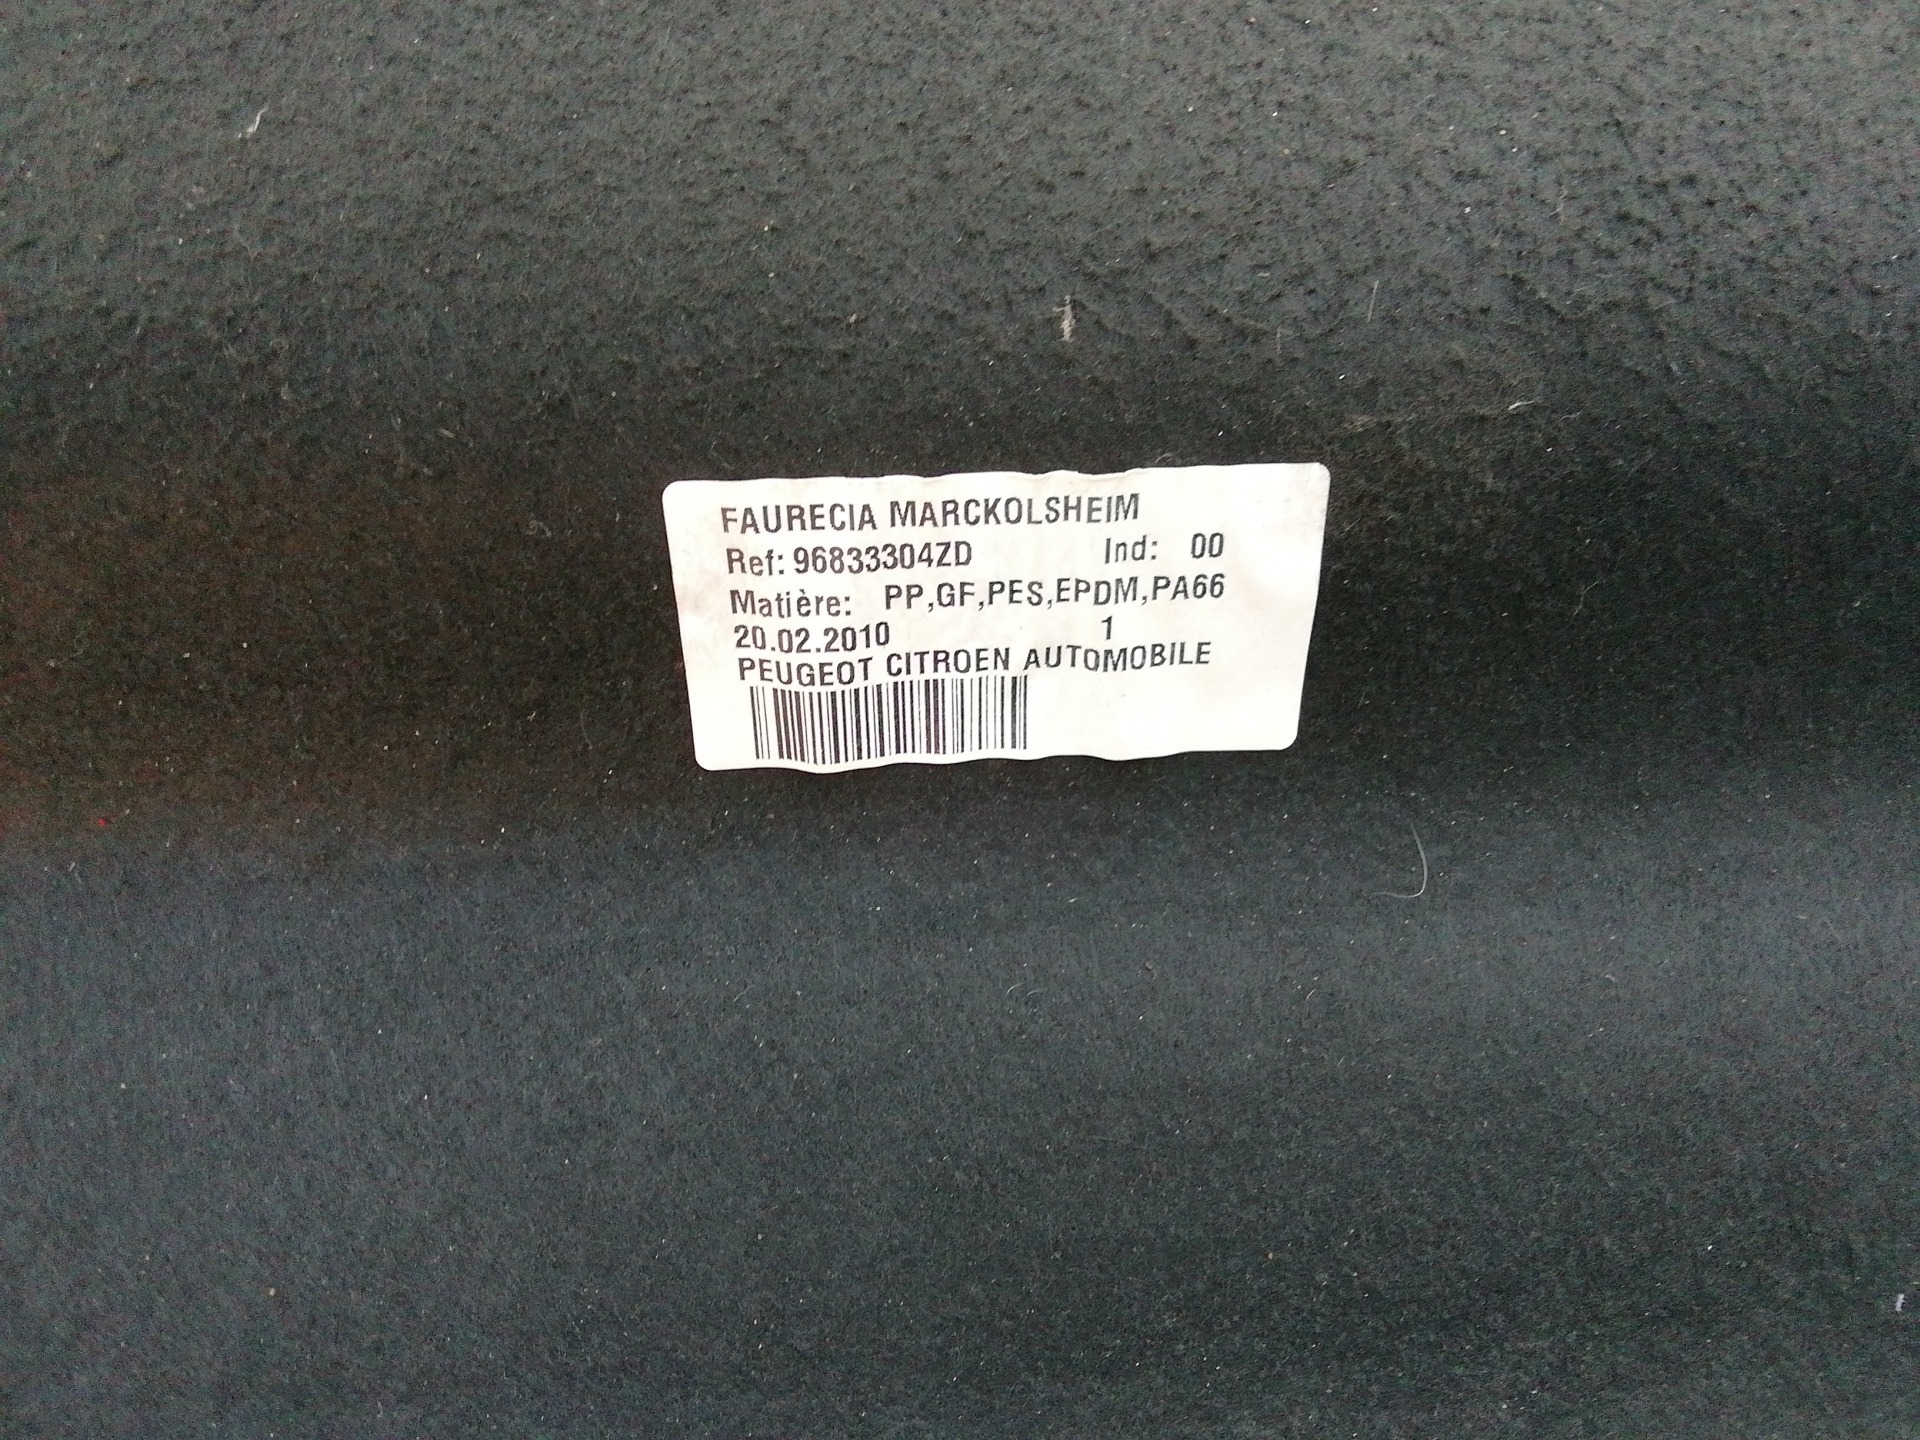 FAURECIA MARCKOLSHEIM
Ref: 96833304ZD Ind: 00
Matière: PP,GF,PES,EPDM,PA66
20.02.2010 1
PEUGEOT CITROEN AUTOMOBILE